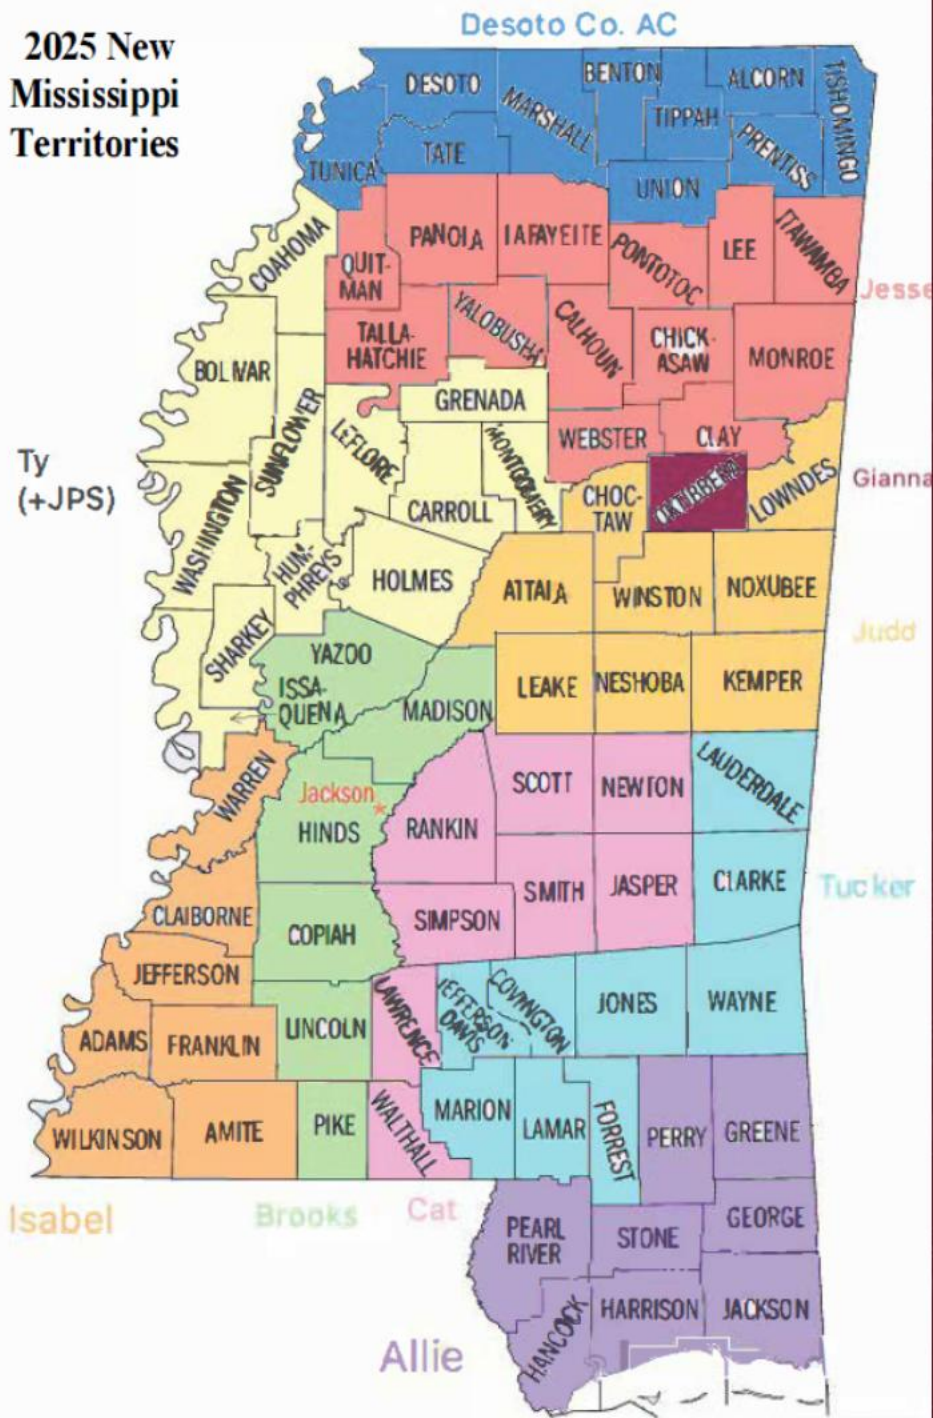 Desoto Co. AC
2025 New
Mississippi
Territories
DESOTO
BENTON
ALCORN
TISHOMINGO
MARSHALL
TIPPAH
PRENTISS
TATE
TUNICA
UNION
COAHOMA
PANOLA
LAFAYETTE
PONTOTOC
LEE
ITAWAMBA
QUIT-
MAN
Jesse
YALOBUSHA
CALHOUN
TALLA-
HATCHIE
CHICK-
ASAW
MONROE
BOLIVAR
GRENADA
SUNFLOWER
LEFLORE
WEBSTER
CLAY
Ty
(+JPS)
MONTGOMERY
OKTIBBEHA
Gianna
LOWNDES
CHOC-
TAW
CARROLL
WASHINGTON
HUM-
PHREYS
HOLMES
ATTALA
WINSTON
NOXUBEE
SHARKEY
Judd
YAZOO
ISSA-
QUENA
MADISON
LEAKE
NESHOBA
KEMPER
WARREN
SCOTT
NEWTON
LAUDERDALE
Jackson
HINDS
RANKIN
SMITH
JASPER
CLARKE
Tucker
CLAIBORNE
COPIAH
SIMPSON
JEFFERSON
LAWRENCE
JEFFERSON
DAVIS
COVINGTON
JONES
WAYNE
ADAMS
FRANKLIN
LINCOLN
WILKINSON
AMITE
PIKE
WALTHALL
MARION
LAMAR
FORREST
PERRY
GREENE
Isabel
Brooks
Cat
PEARL
RIVER
STONE
GEORGE
HANCOCK
HARRISON
JACKSON
Allie